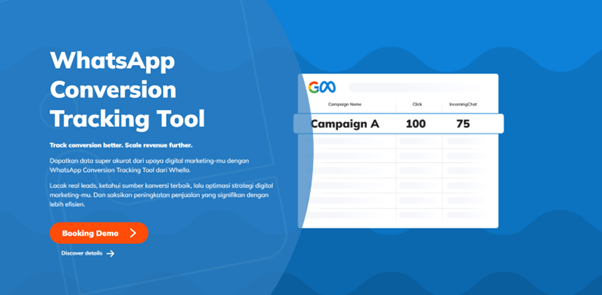 WhatsApp
Conversion
Tracking Tool
Track conversion better. Scale revenue further.
Dapatkan data super akurat dari upaya digital marketing-mu dengan
WhatsApp Conversion Tracking Tool dari Whello.
Lacak real leads, ketahui sumber konversi terbaik, lalu optimasi strategi digital
marketing-mu. Dan saksikan peningkatan penjualan yang signifikan dengan
lebih efisien.
Booking Demo
Discover details
Campaign Name Click IncomingChat
Campaign A 100 75